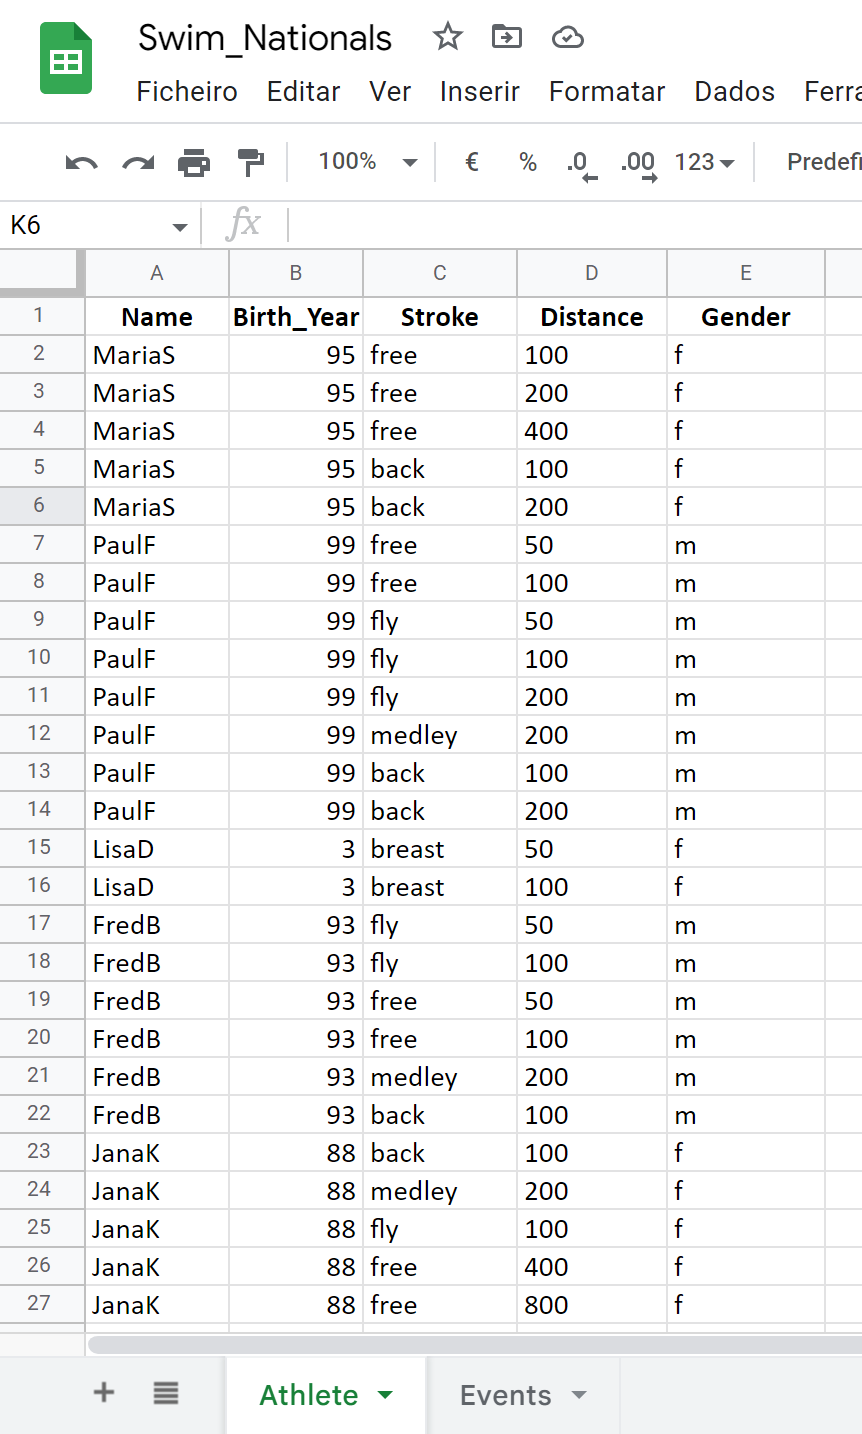 Swim_Nationals
Ficheiro Editar Ver Inserir Formatar Dados Ferra
100% € % .0 .00 123 Predefi
K6 fx
A B C D E
1 Name Birth_Year Stroke Distance Gender
2 MariaS 95 free 100 f
3 MariaS 95 free 200 f
4 MariaS 95 free 400 f
5 MariaS 95 back 100 f
6 MariaS 95 back 200 f
7 PaulF 99 free 50 m
8 PaulF 99 free 100 m
9 PaulF 99 fly 50 m
10 PaulF 99 fly 100 m
11 PaulF 99 fly 200 m
12 PaulF 99 medley 200 m
13 PaulF 99 back 100 m
14 PaulF 99 back 200 m
15 LisaD 3 breast 50 f
16 LisaD 3 breast 100 f
17 FredB 93 fly 50 m
18 FredB 93 fly 100 m
19 FredB 93 free 50 m
20 FredB 93 free 100 m
21 FredB 93 medley 200 m
22 FredB 93 back 100 m
23 JanaK 88 back 100 f
24 JanaK 88 medley 200 f
25 JanaK 88 fly 100 f
26 JanaK 88 free 400 f
27 JanaK 88 free 800 f
+ Athlete Events